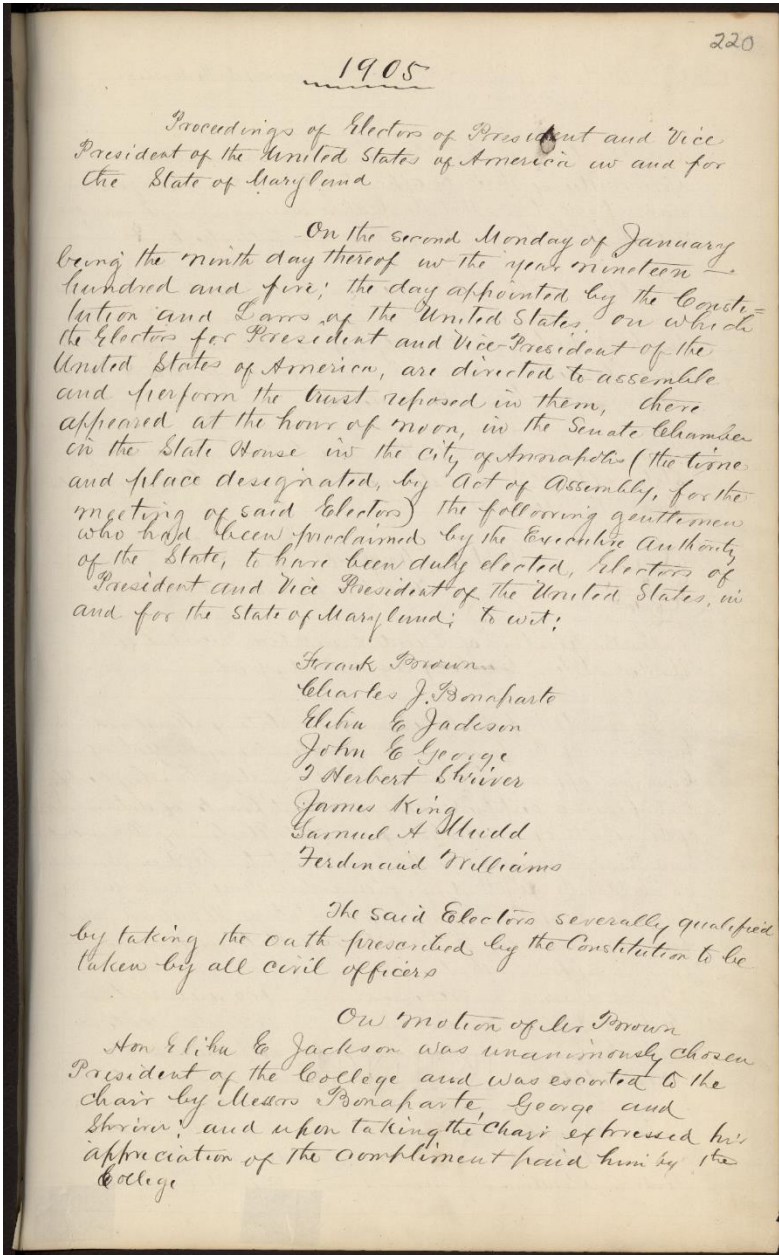 220
1905
Proceedings of Electors of President and Vice
President of the United States of America in and for
the State of Maryland
On the second Monday of January
being the ninth day thereof in the year nineteen —
hundred and five; the day appointed by the Consti=
tution and Laws of the United States, on which
the Electors for President and Vice-President of the
United States of America, are directed to assemble
and perform the trust reposed in them, there
appeared at the hour of noon, in the Senate Chamber
in the State House in the city of Annapolis (the time
and place designated, by Act of Assembly, for the
meeting of said Electors) the following gentlemen
who had been proclaimed by the Executive Authority
of the State, to have been duly elected, Electors of
President and Vice President of the United States, in
and for the State of Maryland; to wit:
Frank Brown
Charles J. Bonaparte
Elihu E Jackson
John E George
T Herbert Shriver
James King
Samuel A Mudd
Ferdinand Williams
The said Electors severally qualified
by taking the oath prescribed by the Constitution to be
taken by all civil officers
On motion of Mr Brown
Hon Elihu E Jackson was unanimously chosen
President of the College and was escorted to the
chair by Messrs Bonaparte, George and
Shriver; and upon taking the Chair expressed his
appreciation of the compliment paid him by the
College